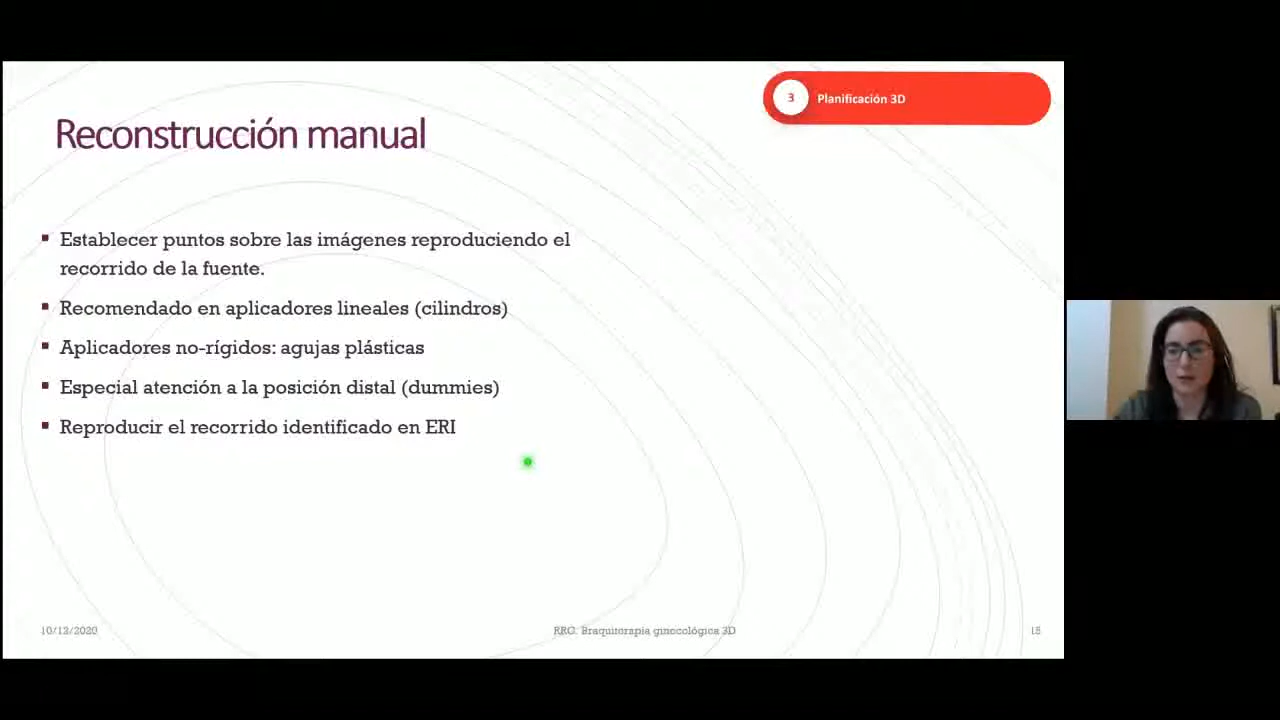 3 Planificación 3D
Reconstrucción manual
Establecer puntos sobre las imágenes reproduciendo el
recorrido de la fuente.
Recomendado en aplicadores lineales (cilindros)
Aplicadores no-rígidos: agujas plásticas
Especial atención a la posición distal (dummies)
Reproducir el recorrido identificado en ERI
10/12/2020
RRC. Braquiterapia ginecológica 3D